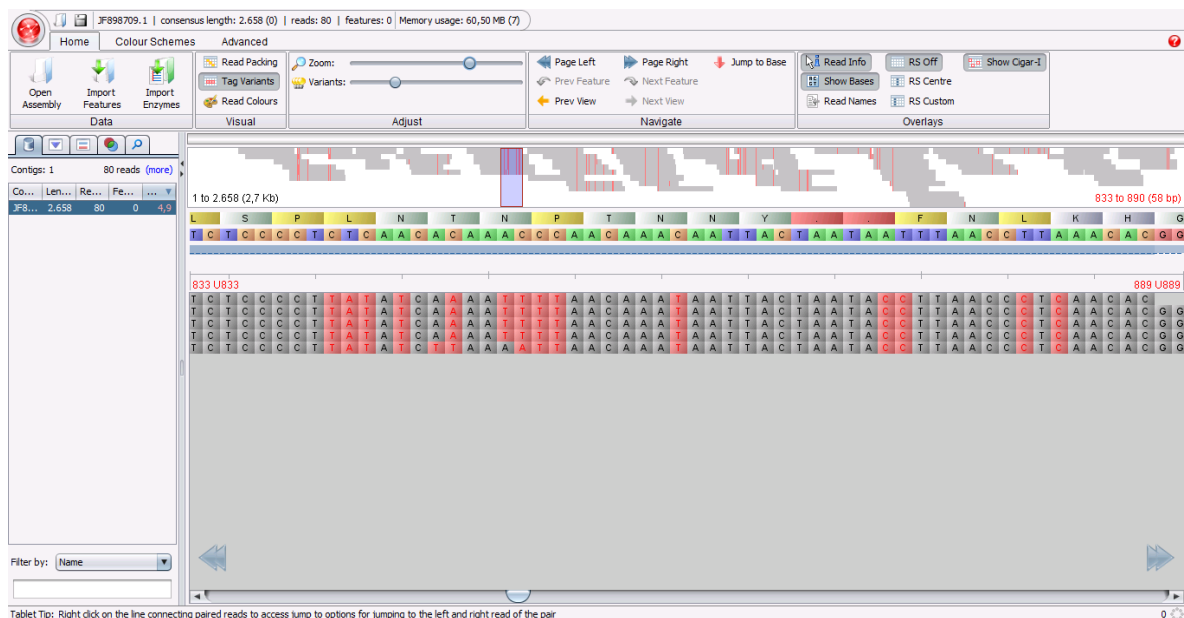 JF898709.1 | consensus length: 2.658 (0) | reads: 80 | features: 0 | Memory usage: 60,50 MB (7)
Home Colour Schemes Advanced
Open Assembly
Import Features
Import Enzymes
Data
Read Packing
Tag Variants
Read Colours
Visual
Zoom:
Variants:
Adjust
Page Left Page Right Jump to Base
Prev Feature Next Feature
Prev View Next View
Navigate
Read Info RS Off Show Cigar-I
Show Bases RS Centre
Read Names RS Custom
Overlays
Contigs: 1 80 reads (more)
Co... Len... Re... Fe... ...
JF8... 2.658 80 0 4,9
1 to 2.658 (2,7 Kb) 833 to 890 (58 bp)
L S P L N T N P T N N Y . . F N L K H G
T C T C C C C T C T C A A C A C A A A C C C A A C A A A C A A T T A C T A A T A A T T T A A C C T T A A A C A C G G
833 U833 889 U889
T C T C C C C T T A T A T C A A A A T T T T A A C A A A T A A T T A C T A A T A C C T T A A C C C T C A A C A C
T C T C C C C T T A T A T C A A A A T T T T A A C A A A T A A T T A C T A A T A C C T T A A C C C T C A A C A C G G
T C T C C C C T T A T A T C A A A A T T T T A A C A A A T A A T T A C T A A T A C C T T A A C C C T C A A C A C G G
T C T C C C C T T A T A T C A A A A T T T T A A C A A A T A A T T A C T A A T A C C T T A A C C C T C A A C A C G G
T C T C C C C T T A T A T C T T A A A A T T A A C A A A T A A T T A C T A A T A C C T T A A C C C T C A A C A C G G
Filter by: Name
Tablet Tip: Right click on the line connecting paired reads to access jump to options for jumping to the left and right read of the pair 0